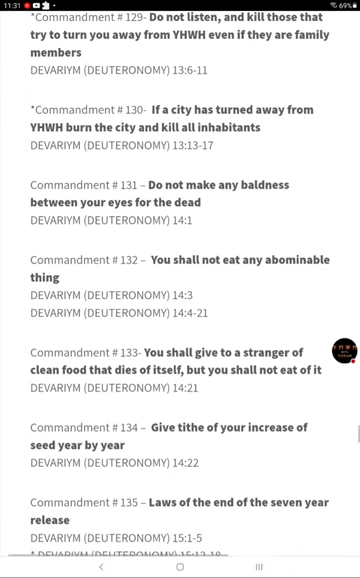 11:31
69%
*Commandment # 129- Do not listen, and kill those that
try to turn you away from YHWH even if they are family
members
DEVARIYM (DEUTERONOMY) 13:6-11
*Commandment # 130- If a city has turned away from
YHWH burn the city and kill all inhabitants
DEVARIYM (DEUTERONOMY) 13:13-17
Commandment # 131 – Do not make any baldness
between your eyes for the dead
DEVARIYM (DEUTERONOMY) 14:1
Commandment # 132 – You shall not eat any abominable
thing
DEVARIYM (DEUTERONOMY) 14:3
DEVARIYM (DEUTERONOMY) 14:4-21
Commandment # 133- You shall give to a stranger of
clean food that dies of itself, but you shall not eat of it
DEVARIYM (DEUTERONOMY) 14:21
Commandment # 134 – Give tithe of your increase of
seed year by year
DEVARIYM (DEUTERONOMY) 14:22
Commandment # 135 – Laws of the end of the seven year
release
DEVARIYM (DEUTERONOMY) 15:1-5
* DEVARIYM (DEUTERONOMY) 15:12-18